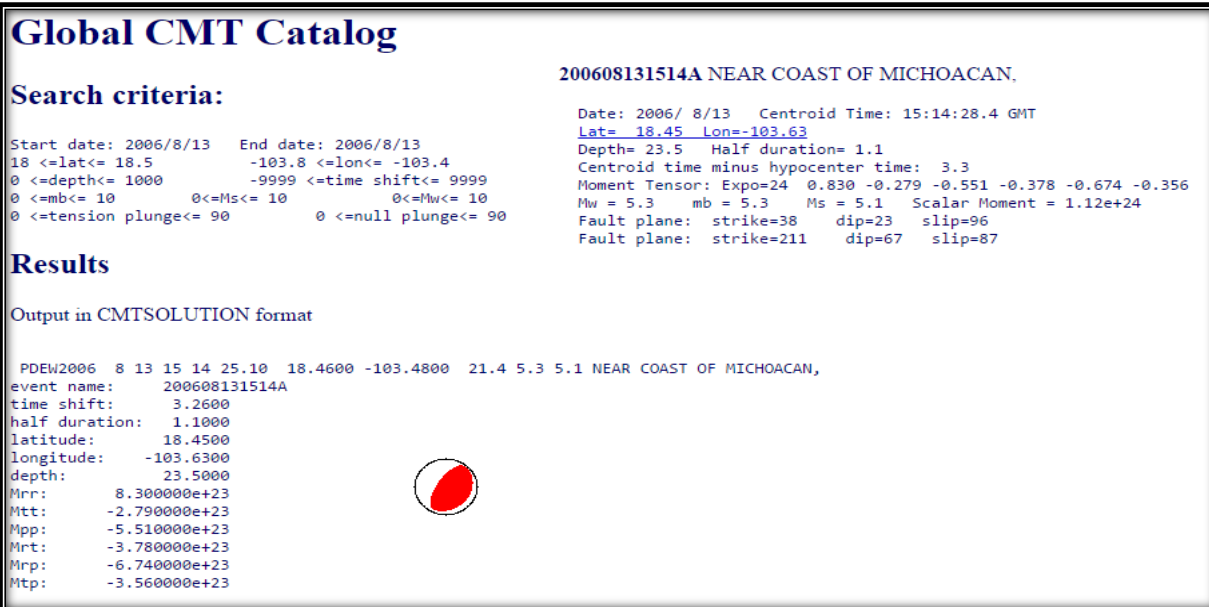 Global CMT Catalog
Search criteria:
Start date: 2006/8/13   End date: 2006/8/13
18 <=lat<= 18.5         -103.8 <=lon<= -103.4
0 <=depth<= 1000        -9999 <=time shift<= 9999
0 <=mb<= 10        0<=Ms<= 10        0<=Mw<= 10
0 <=tension plunge<= 90        0 <=null plunge<= 90
Results
Output in CMTSOLUTION format
200608131514A NEAR COAST OF MICHOACAN,
Date: 2006/ 8/13   Centroid Time: 15:14:28.4 GMT
Lat=  18.45  Lon=-103.63
Depth= 23.5   Half duration= 1.1
Centroid time minus hypocenter time:  3.3
Moment Tensor: Expo=24  0.830 -0.279 -0.551 -0.378 -0.674 -0.356
Mw = 5.3    mb = 5.3    Ms = 5.1   Scalar Moment = 1.12e+24
Fault plane:  strike=38    dip=23   slip=96
Fault plane:  strike=211    dip=67   slip=87
PDEW2006  8 13 15 14 25.10  18.4600 -103.4800  21.4 5.3 5.1 NEAR COAST OF MICHOACAN,
event name:     200608131514A
time shift:      3.2600
half duration:   1.1000
latitude:       18.4500
longitude:    -103.6300
depth:          23.5000
Mrr:       8.300000e+23
Mtt:      -2.790000e+23
Mpp:      -5.510000e+23
Mrt:      -3.780000e+23
Mrp:      -6.740000e+23
Mtp:      -3.560000e+23